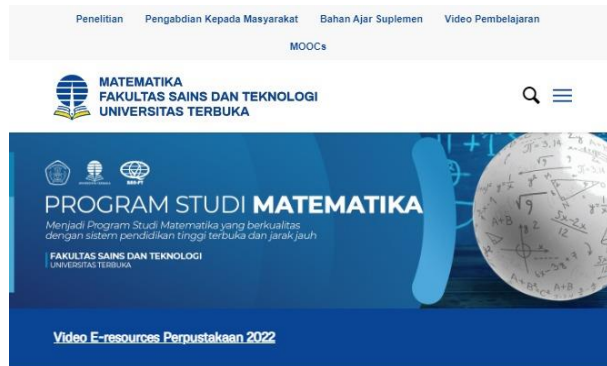 Penelitian Pengabdian Kepada Masyarakat Bahan Ajar Suplemen Video Pembelajaran
MOOCs
MATEMATIKA
FAKULTAS SAINS DAN TEKNOLOGI
UNIVERSITAS TERBUKA
PROGRAM STUDI MATEMATIKA
Menjadi Program Studi Matematika yang berkualitas
dengan sistem pendidikan tinggi terbuka dan jarak jauh
FAKULTAS SAINS DAN TEKNOLOGI
UNIVERSITAS TERBUKA
Video E-resources Perpustakaan 2022